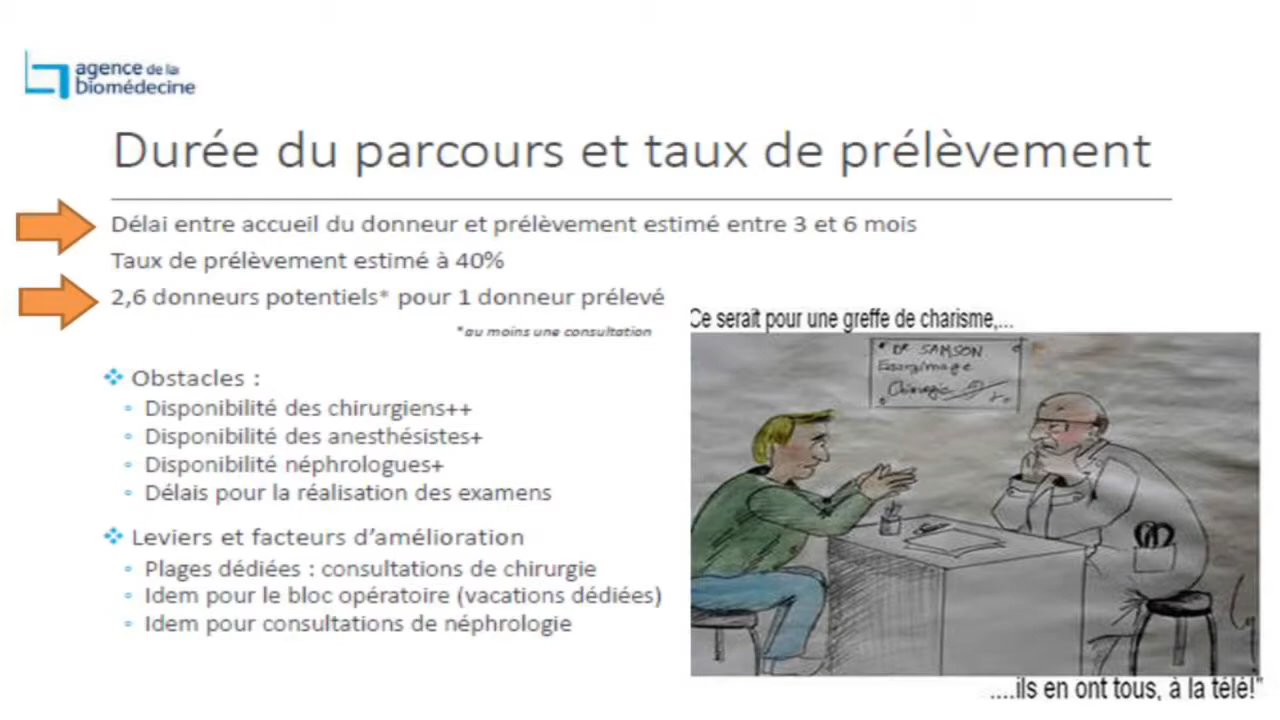 agence de la
biomédecine
Durée du parcours et taux de prélèvement
Délai entre accueil du donneur et prélèvement estimé entre 3 et 6 mois
Taux de prélèvement estimé à 40%
2,6 donneurs potentiels* pour 1 donneur prélevé
*au moins une consultation
Obstacles :
Disponibilité des chirurgiens++
Disponibilité des anesthésistes+
Disponibilité néphrologues+
Délais pour la réalisation des examens
Leviers et facteurs d'amélioration
Plages dédiées : consultations de chirurgie
Idem pour le bloc opératoire (vacations dédiées)
Idem pour consultations de néphrologie
Ce serait pour une greffe de charisme,...
DR SAMSON
Chirurgie
....ils en ont tous, à la télé!"